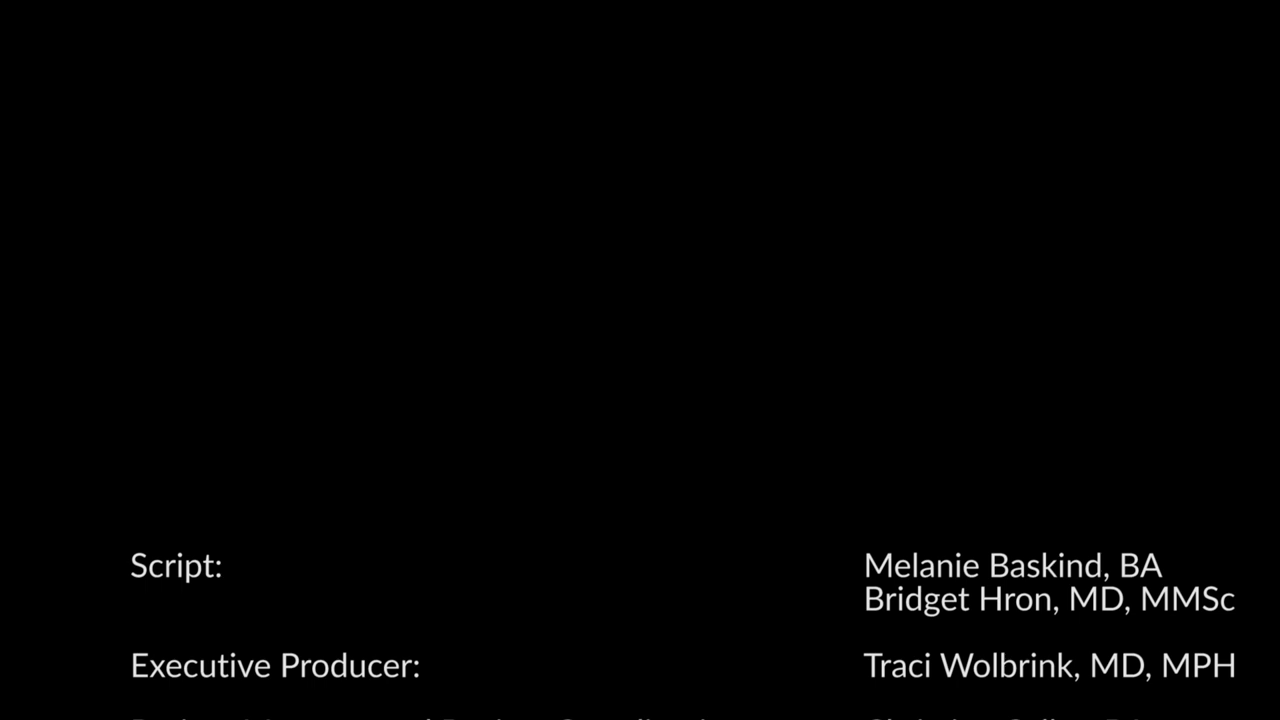 Script:
Melanie Baskind, BA
Bridget Hron, MD, MMSc
Executive Producer:
Traci Wolbrink, MD, MPH